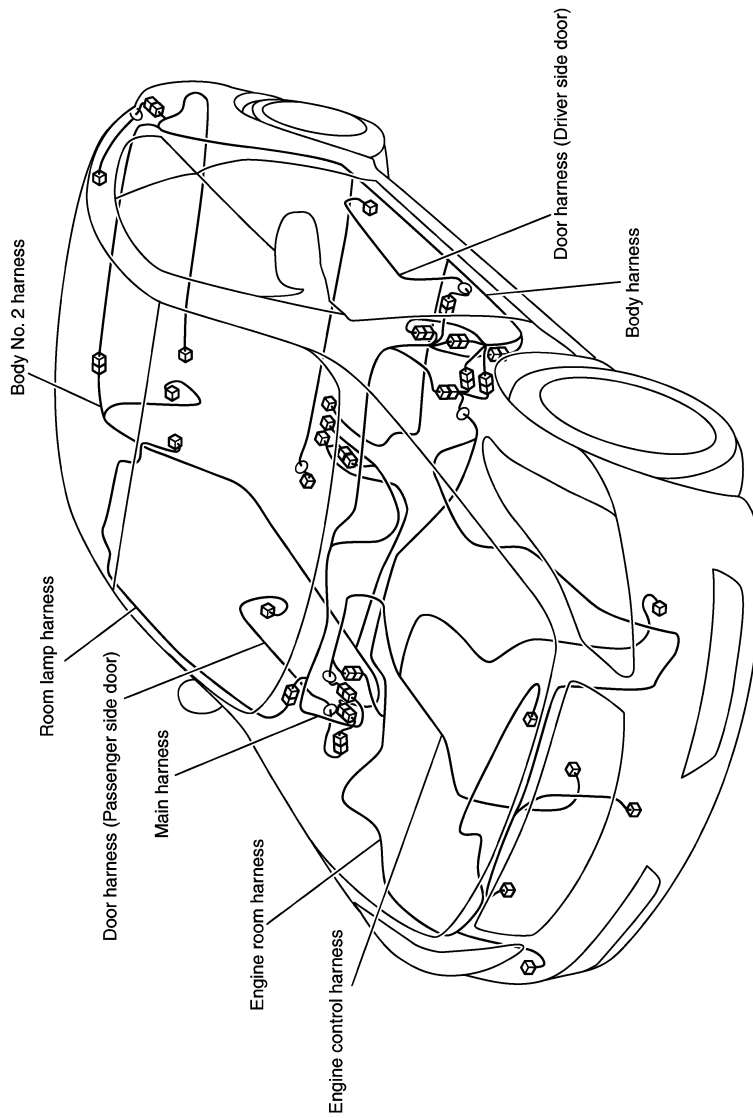 Body No. 2 harness
Room lamp harness
Door harness (Passenger side door)
Main harness
Engine room harness
Engine control harness
Door harness (Driver side door)
Body harness